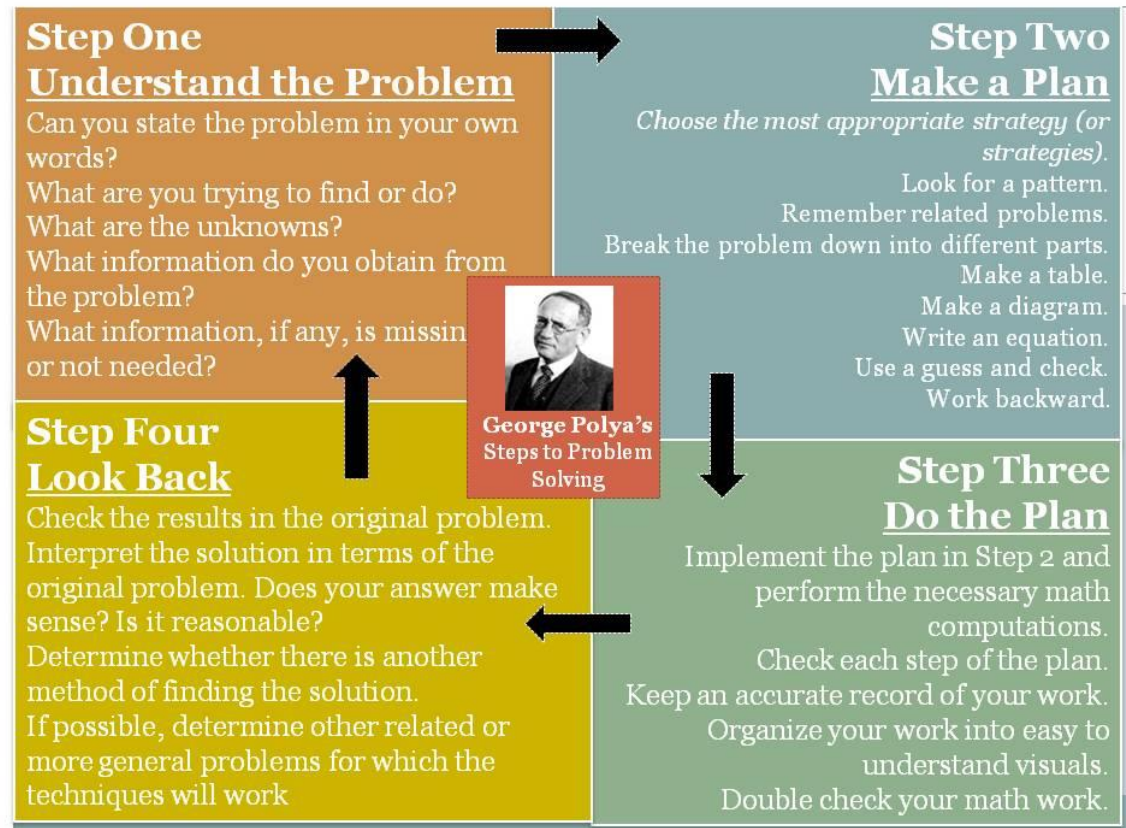 Step One
Understand the Problem
Can you state the problem in your own
words?
What are you trying to find or do?
What are the unknowns?
What information do you obtain from
the problem?
What information, if any, is missin
or not needed?
Step Two
Make a Plan
Choose the most appropriate strategy (or
strategies).
Look for a pattern.
Remember related problems.
Break the problem down into different parts.
Make a table.
Make a diagram.
Write an equation.
Use a guess and check.
Work backward.
George Polya's
Steps to Problem
Solving
Step Three
Do the Plan
Implement the plan in Step 2 and
perform the necessary math
computations.
Check each step of the plan.
Keep an accurate record of your work.
Organize your work into easy to
understand visuals.
Double check your math work.
Step Four
Look Back
Check the results in the original problem.
Interpret the solution in terms of the
original problem. Does your answer make
sense? Is it reasonable?
Determine whether there is another
method of finding the solution.
If possible, determine other related or
more general problems for which the
techniques will work